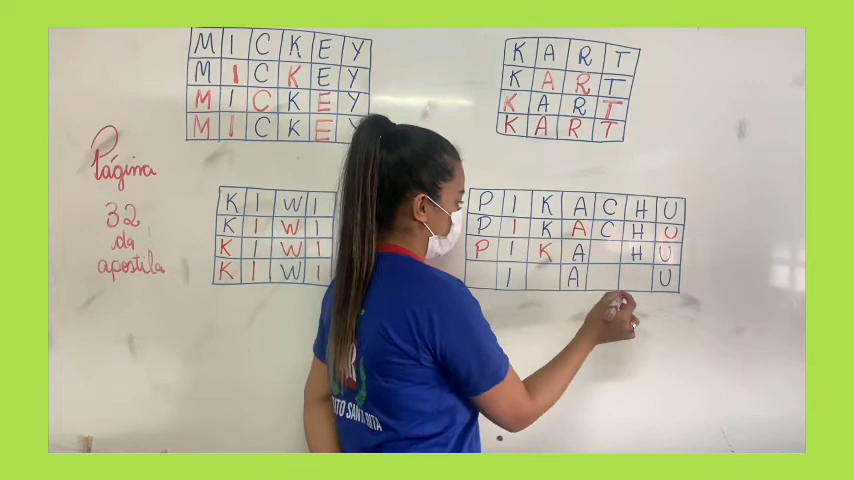 M I C K E Y
M I C K E Y
M I C K E Y
M I C K E Y
K A R T
K A R T
K A R T
K A R T
Página
32
da
apostila
K I W I
K I W I
K I W I
K I W I
P I K A C H U
P I K A C H U
P I K A H U
I A U